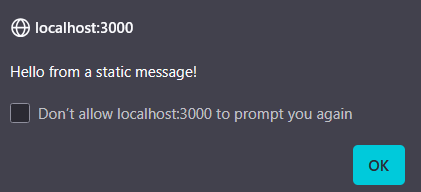 localhost:3000
Hello from a static message!
Don't allow localhost:3000 to prompt you again
OK